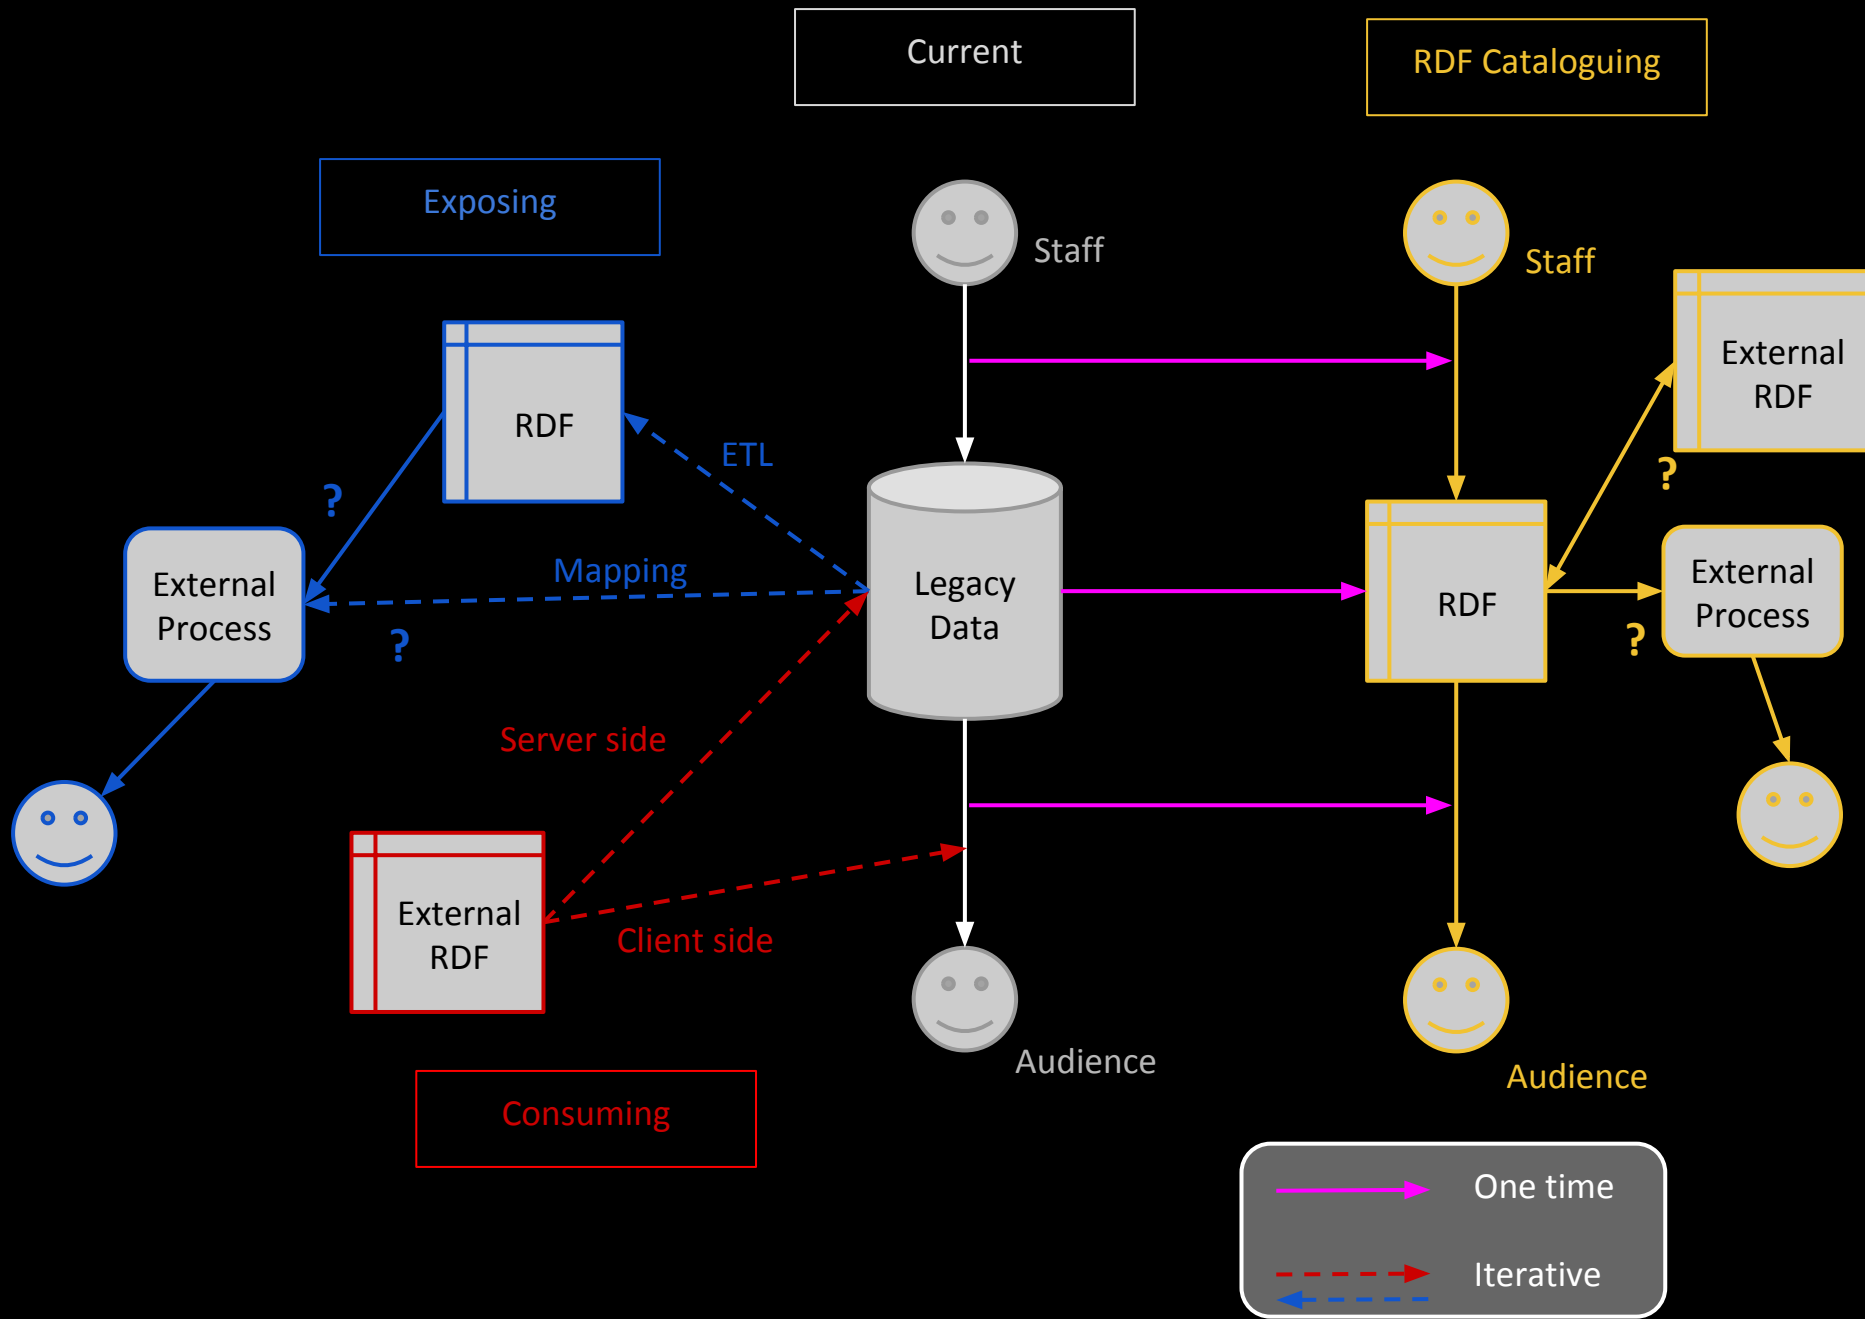 Current
RDF Cataloguing
Exposing
Staff
Staff
External
RDF
RDF
ETL
?
?
External
Process
Mapping
?
Legacy
Data
RDF
External
Process
?
Server side
External
RDF
Client side
Audience
Audience
Consuming
One time
Iterative